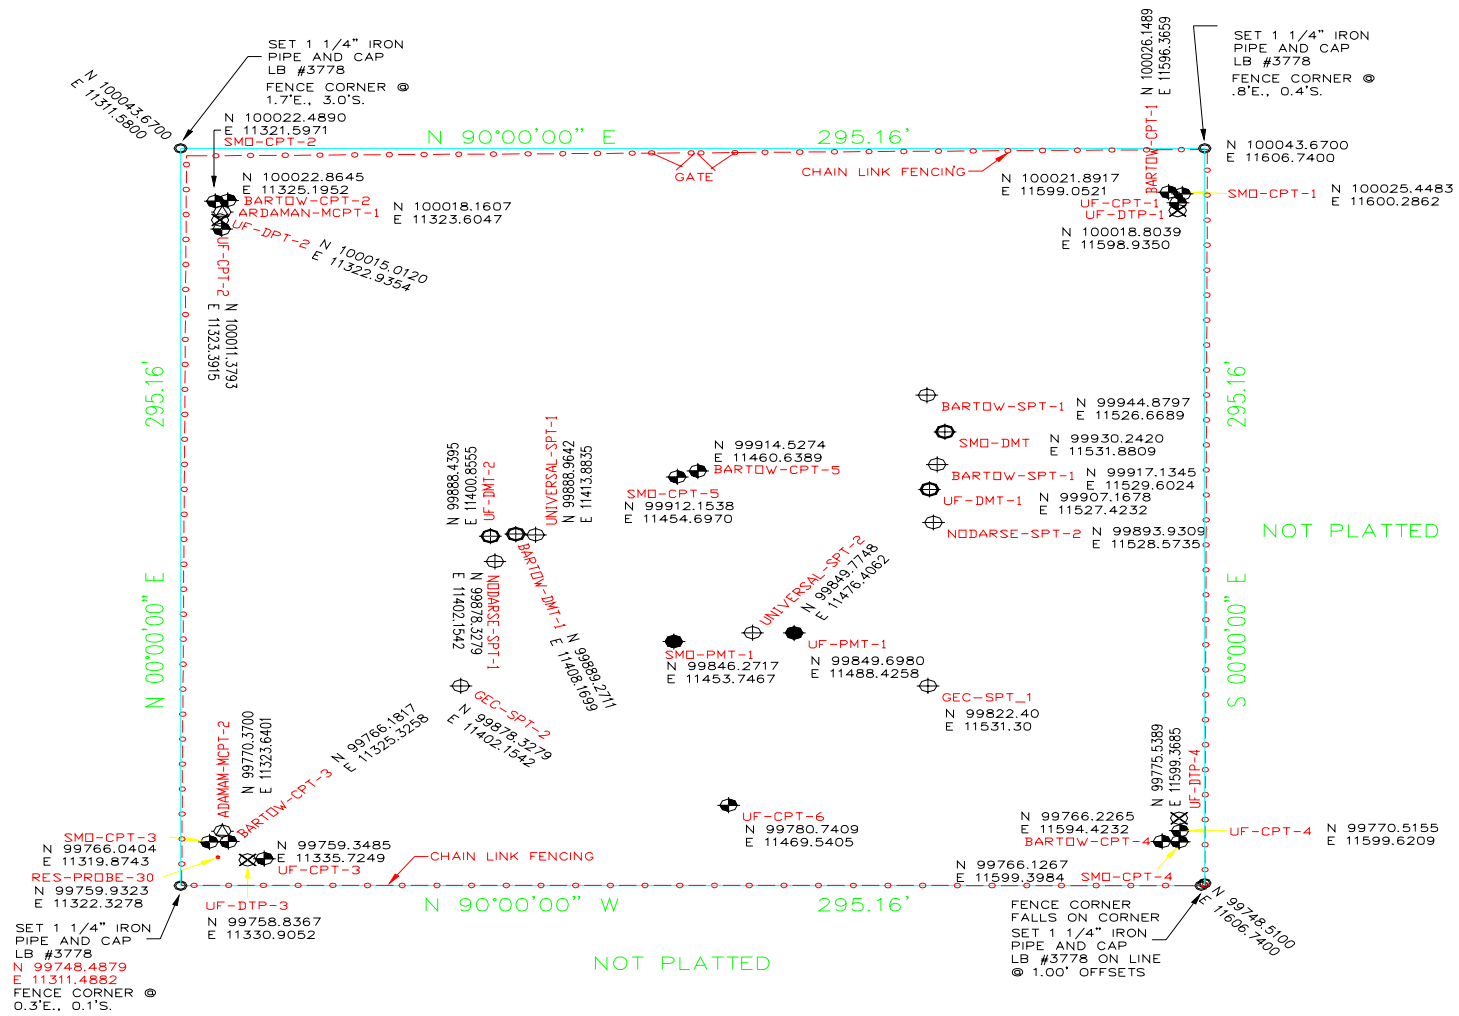 SET 1 1/4" IRON
PIPE AND CAP
LB #3778
FENCE CORNER @
1.7'E., 3.0'S.
N 100043.6700
E 11311.5800
N 100022.4890
E 11321.5971
SMO-CPT-2
N 90°00'00" E
295.16'
GATE
CHAIN LINK FENCING
N 100026.1489
E 11596.3659
BARTOW-CPT-1
SET 1 1/4" IRON
PIPE AND CAP
LB #3778
FENCE CORNER @
.8'E., 0.4'S.
N 100043.6700
E 11606.7400
N 100022.8645
E 11325.1952
BARTOW-CPT-2
ARDAMAN-MCPT-1
N 100018.1607
E 11323.6047
UF-DPT-2
N 100015.0120
E 11322.9354
UF-CPT-2
N 100011.3793
E 11323.3915
N 100021.8917
E 11599.0521
UF-CPT-1
UF-DTP-1
N 100018.8039
E 11598.9350
SMO-CPT-1
N 100025.4483
E 11600.2862
295.16'
295.16'
BARTOW-SPT-1
N 99944.8797
E 11526.6689
SMO-DMT
N 99930.2420
E 11531.8809
BARTOW-SPT-1
N 99917.1345
E 11529.6024
UF-DMT-1
N 99907.1678
E 11527.4232
NODARSE-SPT-2
N 99893.9309
E 11528.5735
NOT PLATTED
N 99888.4395
E 11400.8555
UF-DMT-2
UNIVERSAL-SPT-1
N 99888.9642
E 11413.8835
N 99914.5274
E 11460.6389
BARTOW-CPT-5
SMO-CPT-5
N 99912.1538
E 11454.6970
BARTOW-DMT-1
N 99889.2711
E 11408.1699
NODARSE-SPT-1
N 99878.3279
E 11402.1542
UNIVERSAL-SPT-2
N 99849.7748
E 11476.4062
SMO-PMT-1
N 99846.2717
E 11453.7467
UF-PMT-1
N 99849.6980
E 11488.4258
N 00°00'00" E
S 00°00'00" E
GEC-SPT-2
N 99878.3279
E 11402.1542
GEC-SPT_1
N 99822.40
E 11531.30
ADAMAM-MCPT-2
N 99770.3700
E 11323.6401
BARTOW-CPT-3
N 99766.1817
E 11325.3258
UF-CPT-6
N 99780.7409
E 11469.5405
N 99775.5389
E 11599.3685
UF-DTP-4
SMO-CPT-3
N 99766.0404
E 11319.8743
RES-PROBE-30
N 99759.9323
E 11322.3278
N 99759.3485
E 11335.7249
UF-CPT-3
CHAIN LINK FENCING
N 99766.2265
E 11594.4232
BARTOW-CPT-4
UF-CPT-4
N 99770.5155
E 11599.6209
N 99766.1267
E 11599.3984
SMO-CPT-4
UF-DTP-3
N 99758.8367
E 11330.9052
N 90°00'00" W
295.16'
FENCE CORNER
FALLS ON CORNER
SET 1 1/4" IRON
PIPE AND CAP
LB #3778 ON LINE
@ 1.00' OFFSETS
N 99748.5100
E 11606.7400
SET 1 1/4" IRON
PIPE AND CAP
LB #3778
N 99748.4879
E 11311.4882
FENCE CORNER @
0.3'E., 0.1'S.
NOT PLATTED